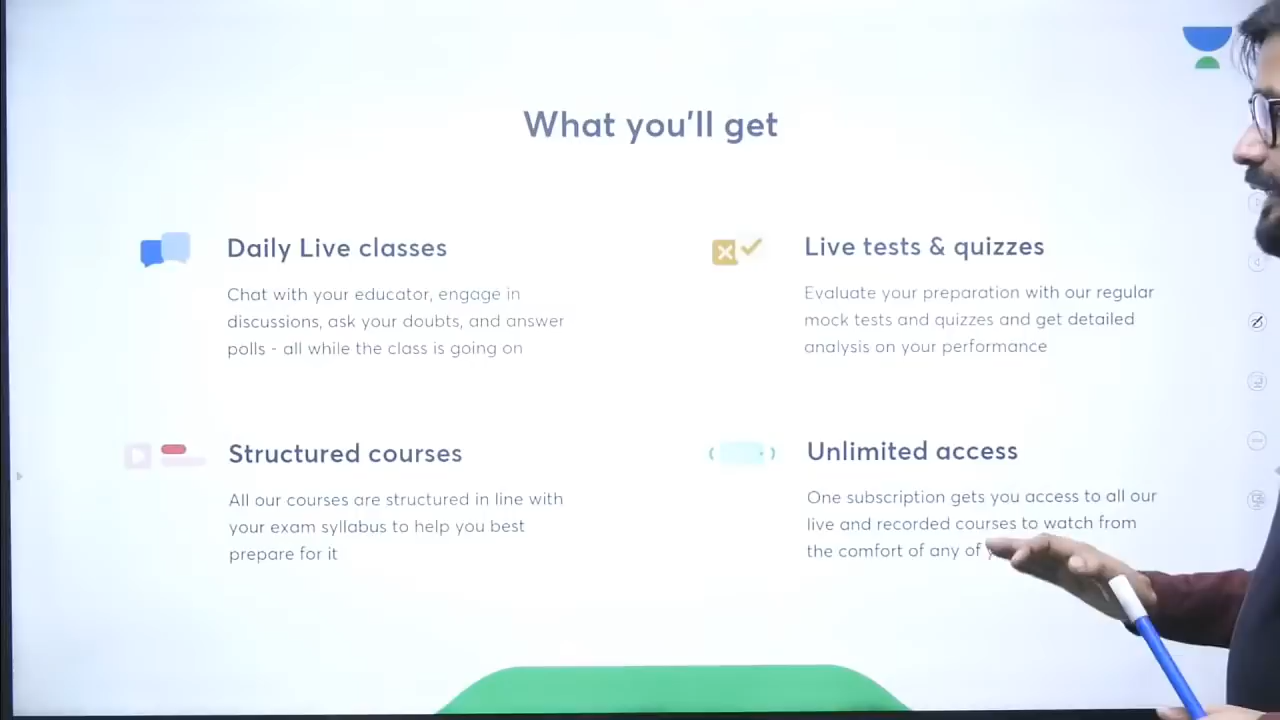 What you'll get
Daily Live classes
Chat with your educator, engage in
discussions, ask your doubts, and answer
polls - all while the class is going on
Live tests & quizzes
Evaluate your preparation with our regular
mock tests and quizzes and get detailed
analysis on your performance
Structured courses
All our courses are structured in line with
your exam syllabus to help you best
prepare for it
Unlimited access
One subscription gets you access to all our
live and recorded courses to watch from
the comfort of any of